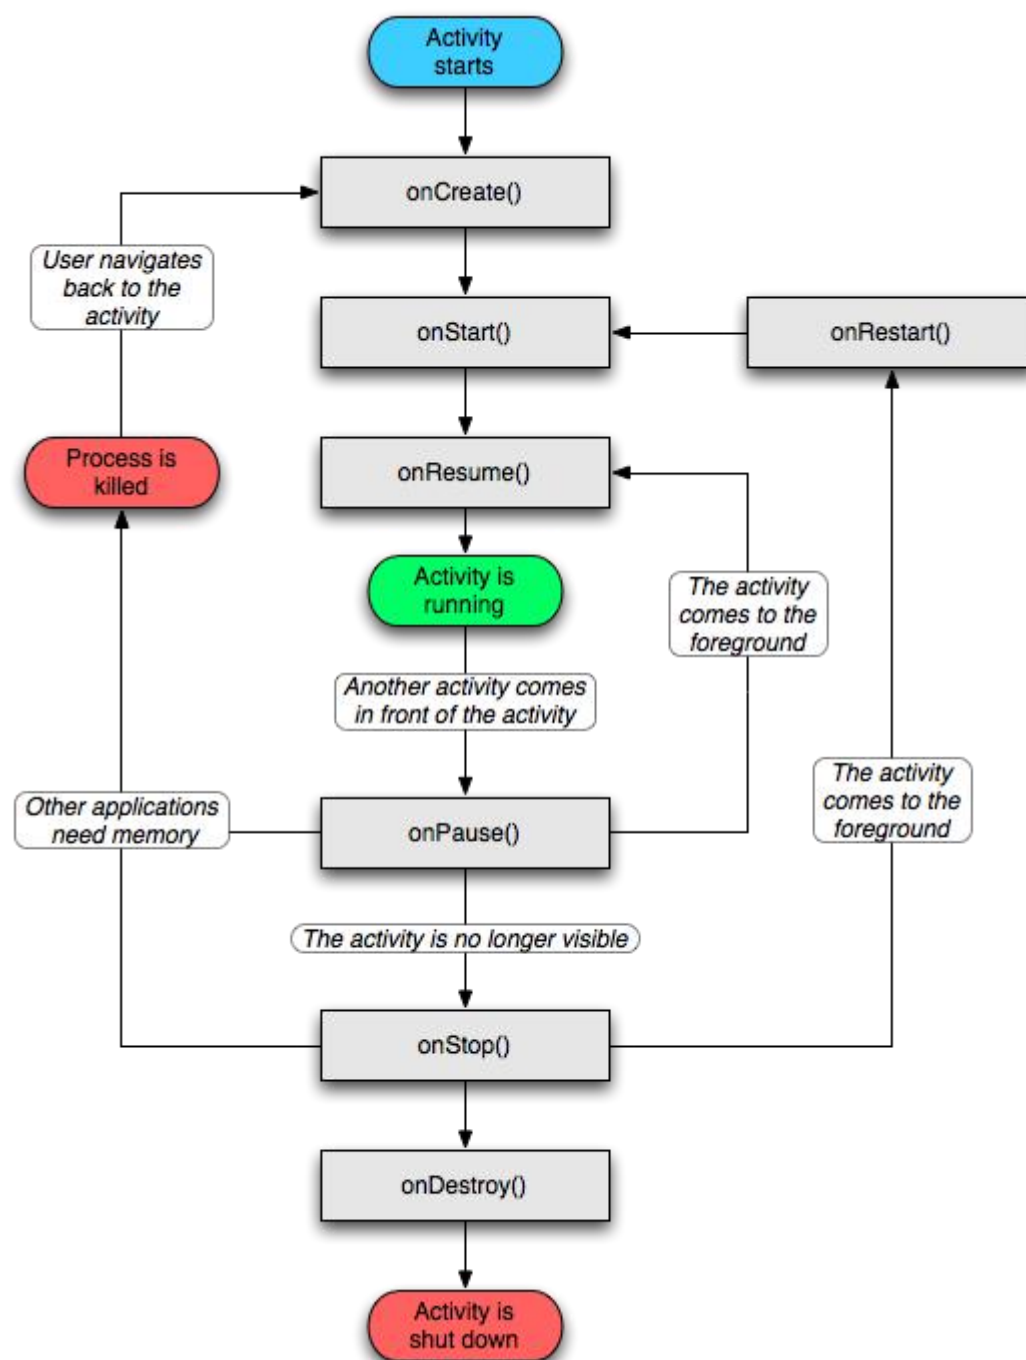 Activity
starts
onCreate()
User navigates
back to the
activity
onStart()
onRestart()
Process is
killed
onResume()
Activity is
running
The activity
comes to the
foreground
Another activity comes
in front of the activity
The activity
comes to the
foreground
Other applications
need memory
onPause()
The activity is no longer visible
onStop()
onDestroy()
Activity is
shut down